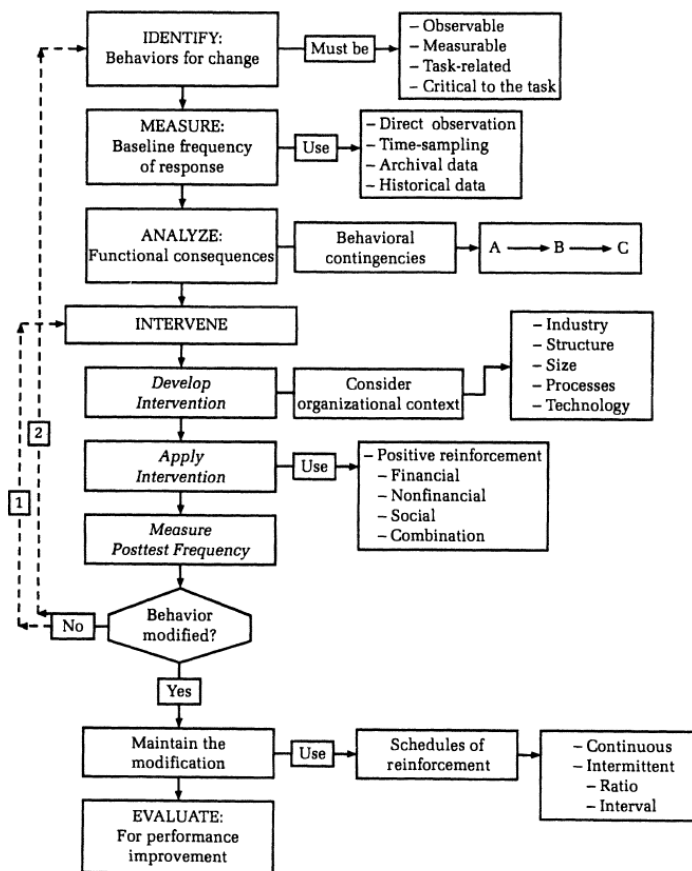 IDENTIFY:
Behaviors for change
Must be
– Observable
– Measurable
– Task-related
– Critical to the task
MEASURE:
Baseline frequency
of response
Use
– Direct observation
– Time-sampling
– Archival data
– Historical data
ANALYZE:
Functional consequences
Behavioral
contingencies
A B C
INTERVENE
– Industry
– Structure
– Size
– Processes
– Technology
Develop
Intervention
Consider
organizational context
2
1
Apply
Intervention
Use
– Positive reinforcement
– Financial
– Nonfinancial
– Social
– Combination
Measure
Posttest Frequency
No
Behavior
modified?
Yes
Maintain the
modification
Use
Schedules of
reinforcement
– Continuous
– Intermittent
– Ratio
– Interval
EVALUATE:
For performance
improvement